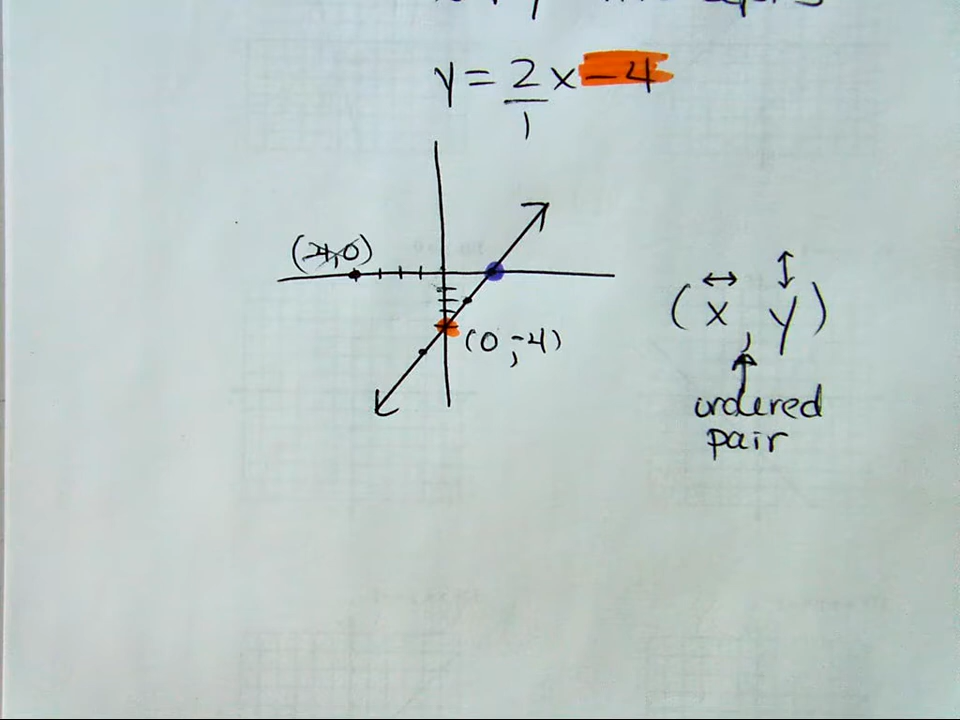 y = 2/1 x - 4
(-4,0)
(0,-4)
(x, y)
ordered
pair